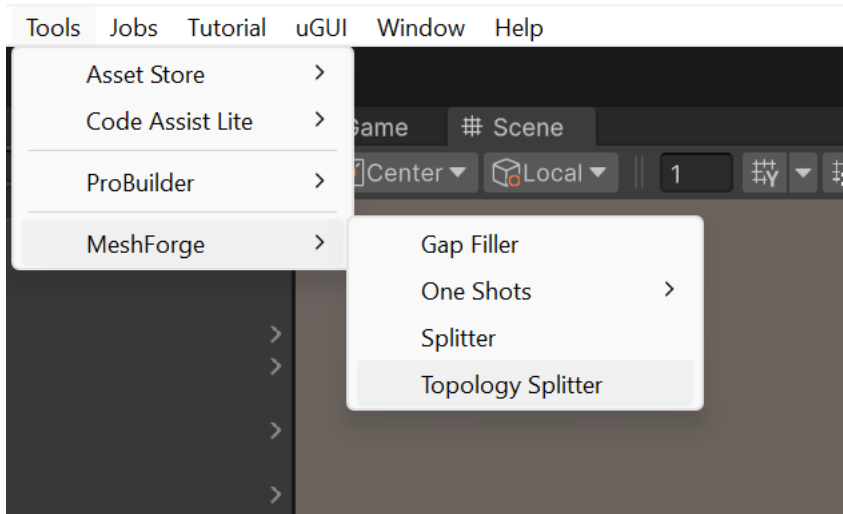 Tools Jobs Tutorial uGUI Window Help
Asset Store
Code Assist Lite
Game # Scene
ProBuilder
Center Local 1
MeshForge
Gap Filler
One Shots
Splitter
Topology Splitter